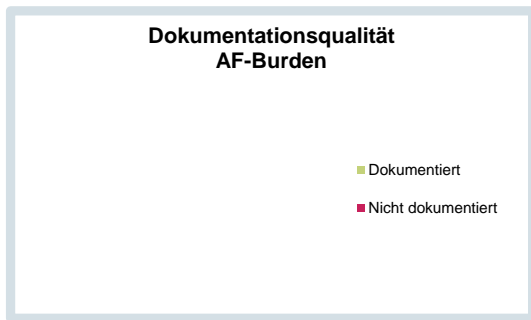 Dokumentationsqualität
AF-Burden
Dokumentiert
Nicht dokumentiert